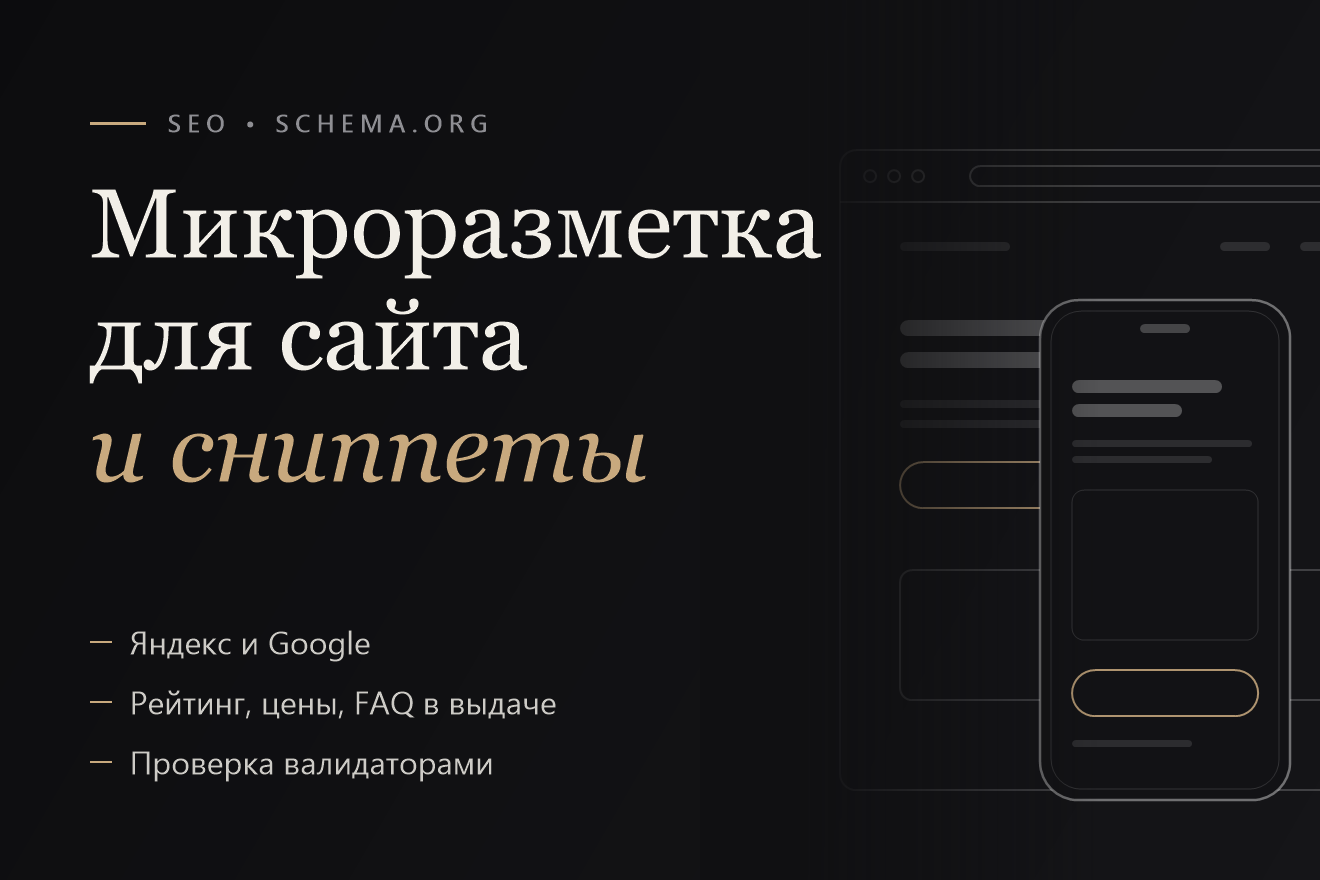 SEO • SCHEMA.ORG
Микроразметка
для сайта
и сниппеты
— Яндекс и Google
— Рейтинг, цены, FAQ в выдаче
— Проверка валидаторами